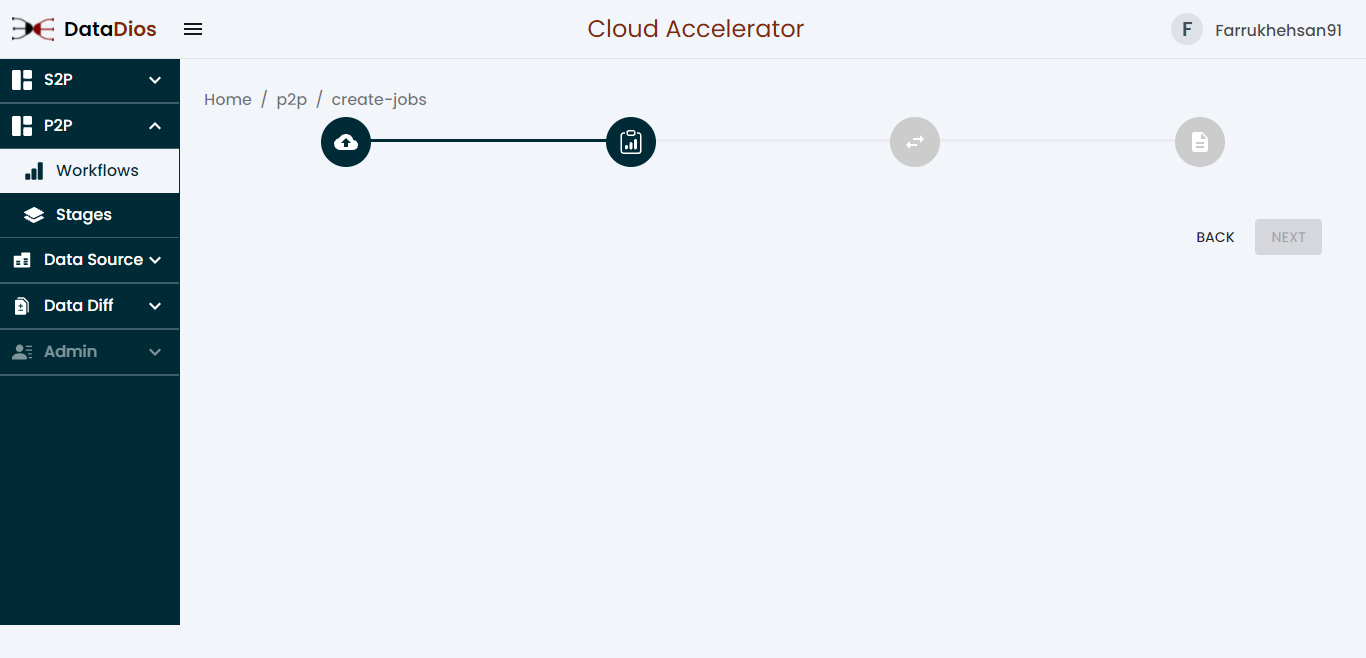 DataDios
Cloud Accelerator
F
Farrukhehsan91
S2P
P2P
Workflows
Stages
Data Source
Data Diff
Admin
Home / p2p / create-jobs
BACK
NEXT